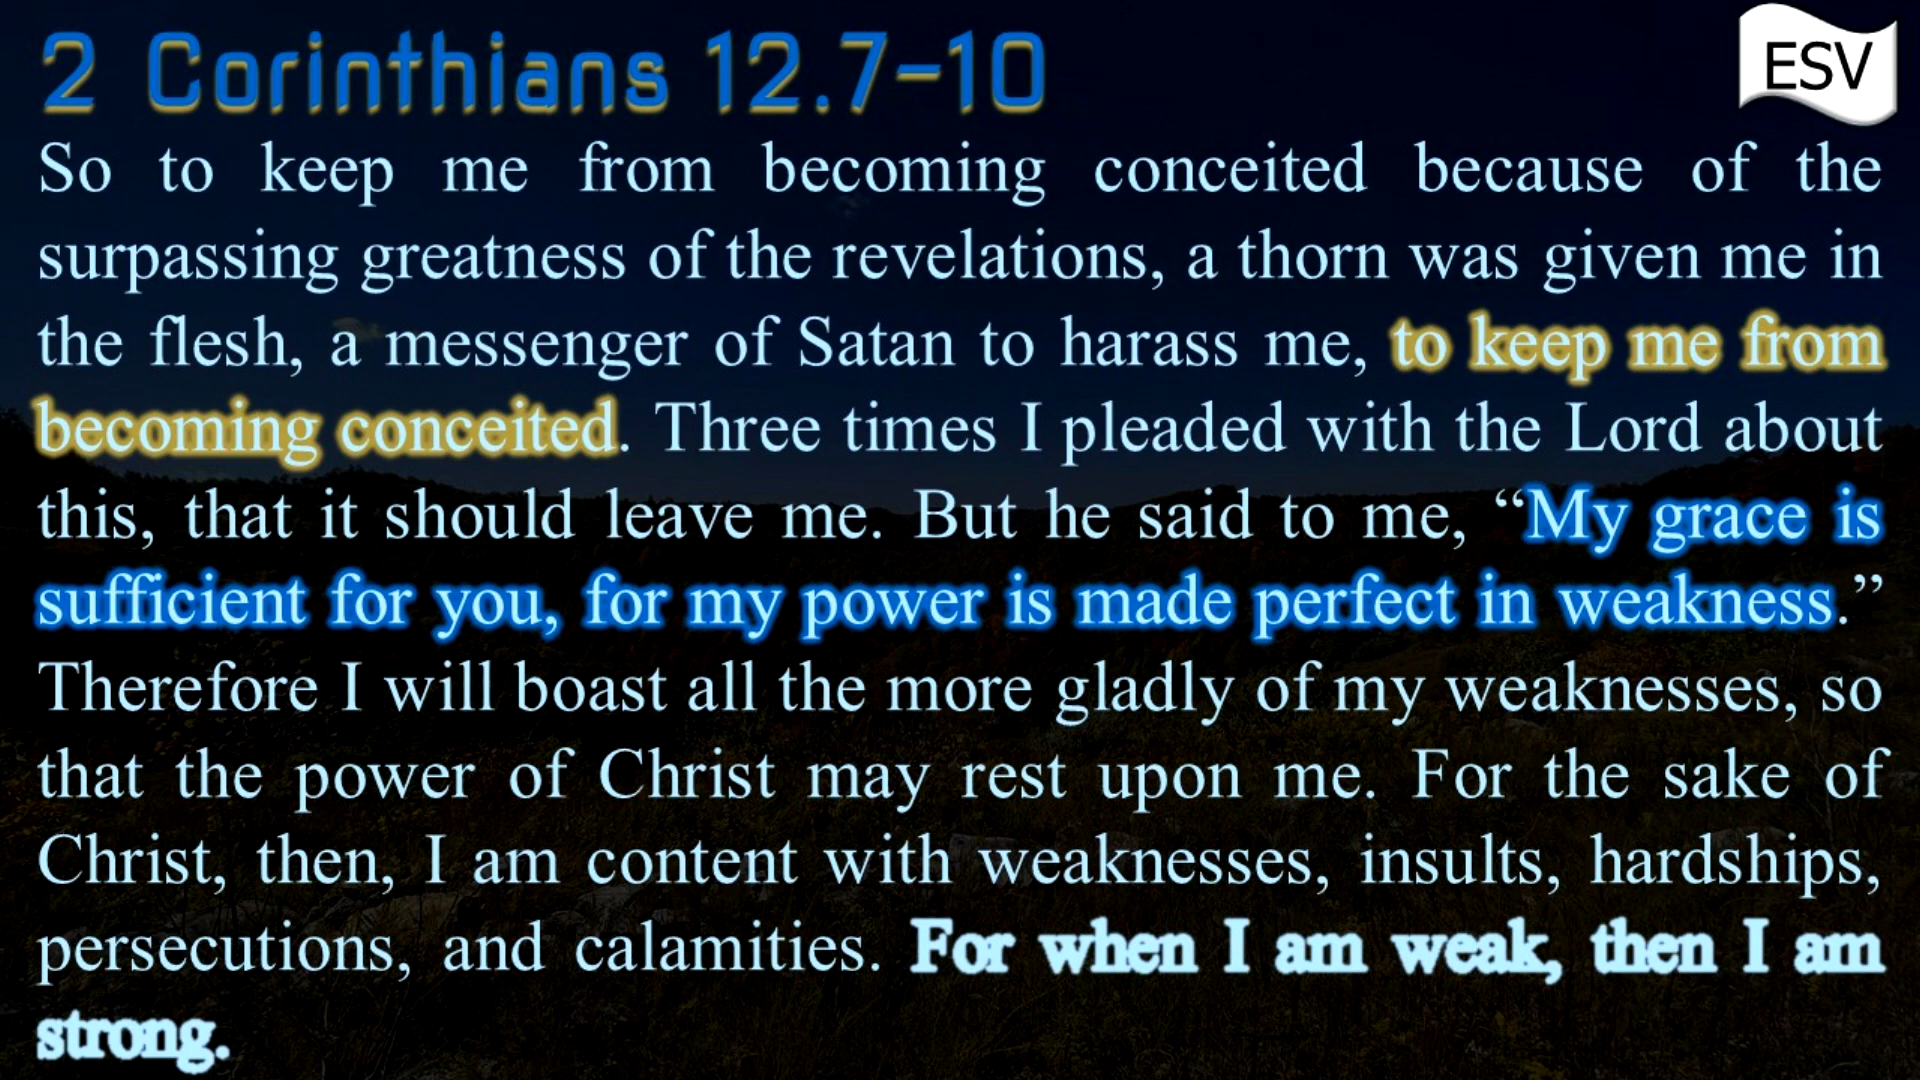 2 Corinthians 12.7-10
ESV
So to keep me from becoming conceited because of the
surpassing greatness of the revelations, a thorn was given me in
the flesh, a messenger of Satan to harass me, to keep me from
becoming conceited. Three times I pleaded with the Lord about
this, that it should leave me. But he said to me, “My grace is
sufficient for you, for my power is made perfect in weakness.”
Therefore I will boast all the more gladly of my weaknesses, so
that the power of Christ may rest upon me. For the sake of
Christ, then, I am content with weaknesses, insults, hardships,
persecutions, and calamities. For when I am weak, then I am
strong.